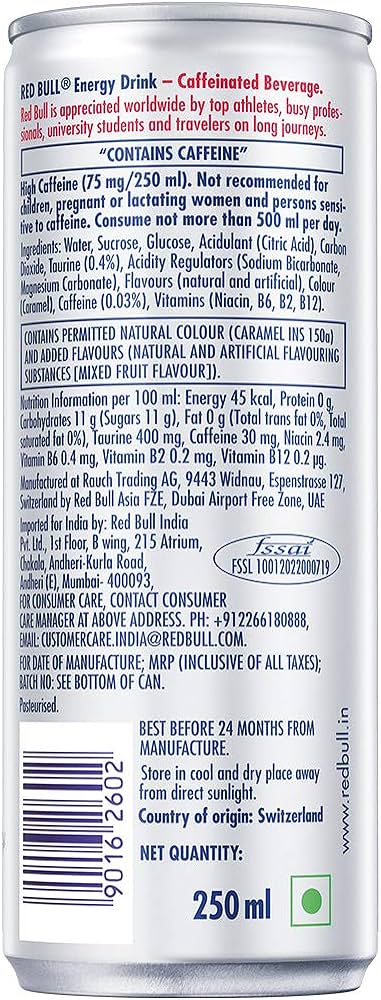 RED BULL® Energy Drink – Caffeinated Beverage.
Red Bull is appreciated worldwide by top athletes, busy profes-
sionals, university students and travelers on long journeys.
“CONTAINS CAFFEINE”
High Caffeine (75 mg/250 ml). Not recommended for
children, pregnant or lactating women and persons sensi-
tive to caffeine. Consume not more than 500 ml per day.
Ingredients: Water, Sucrose, Glucose, Acidulant (Citric Acid), Carbon
Dioxide, Taurine (0.4%), Acidity Regulators (Sodium Bicarbonate,
Magnesium Carbonate), Flavours (natural and artificial), Colour
(Caramel), Caffeine (0.03%), Vitamins (Niacin, B6, B2, B12).
CONTAINS PERMITTED NATURAL COLOUR (CARAMEL INS 150a)
AND ADDED FLAVOURS (NATURAL AND ARTIFICIAL FLAVOURING
SUBSTANCES [MIXED FRUIT FLAVOUR]).
Nutrition Information per 100 ml: Energy 45 kcal, Protein 0 g,
Carbohydrates 11 g (Sugars 11 g), Fat 0 g (Total trans fat 0%, Total
saturated fat 0%), Taurine 400 mg, Caffeine 30 mg, Niacin 2.4 mg,
Vitamin B6 0.4 mg, Vitamin B2 0.2 mg, Vitamin B12 0.2 µg.
Manufactured at Rauch Trading AG, 9443 Widnau, Espenstrasse 127,
Switzerland by Red Bull Asia FZE, Dubai Airport Free Zone, UAE
Imported for India by: Red Bull India
Pvt. Ltd., 1st Floor, B wing, 215 Atrium,
Chakala, Andheri-Kurla Road,
Andheri (E), Mumbai- 400093,
fssai
FSSL 10012022000719
FOR CONSUMER CARE, CONTACT CONSUMER
CARE MANAGER AT ABOVE ADDRESS. PH: +912266180888,
EMAIL: CUSTOMERCARE.INDIA@REDBULL.COM.
FOR DATE OF MANUFACTURE; MRP (INCLUSIVE OF ALL TAXES);
BATCH NO: SEE BOTTOM OF CAN.
Pasteurised.
BEST BEFORE 24 MONTHS FROM
MANUFACTURE.
Store in cool and dry place away
from direct sunlight.
Country of origin: Switzerland
NET QUANTITY:
250 ml
9016 2602
www.redbull.in